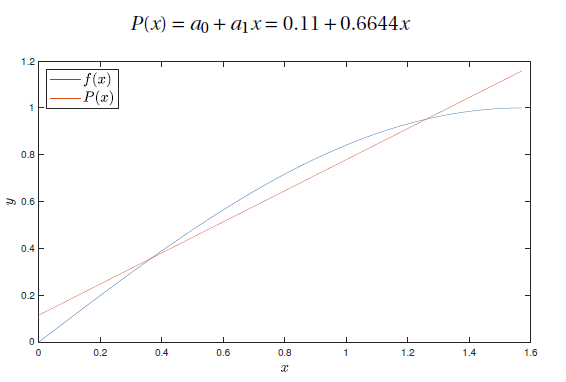 P(x) = a₀ + a₁x = 0.11 + 0.6644x
1.2
f(x)
P(x)
1
0.8
0.6
y
0.4
0.2
0
0 0.2 0.4 0.6 0.8 1 1.2 1.4 1.6
x